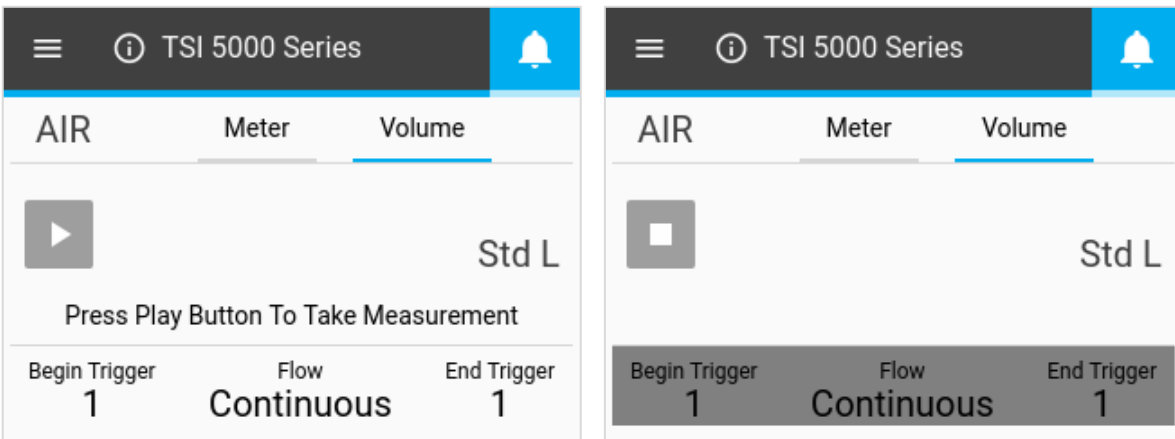 TSI 5000 Series
AIR Meter Volume
Std L
Press Play Button To Take Measurement
Begin Trigger Flow End Trigger
1 Continuous 1
TSI 5000 Series
AIR Meter Volume
Std L
Begin Trigger Flow End Trigger
1 Continuous 1